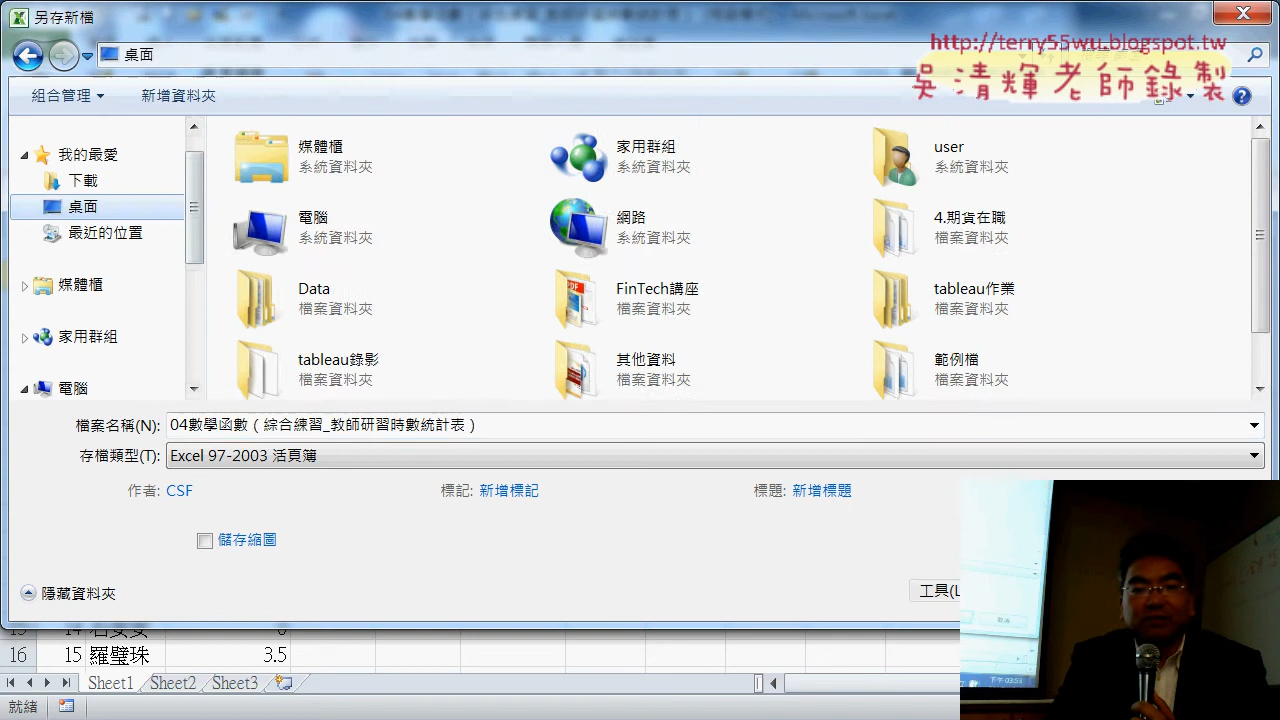 另存新檔
http://terry55wu.blogspot.tw
吳清輝老師錄製
桌面
組合管理
新增資料夾
我的最愛
下載
桌面
最近的位置
媒體櫃
家用群組
電腦
媒體櫃
系統資料夾
家用群組
系統資料夾
user
系統資料夾
電腦
系統資料夾
網路
系統資料夾
4.期貨在職
檔案資料夾
Data
檔案資料夾
FinTech講座
檔案資料夾
tableau作業
檔案資料夾
tableau錄影
檔案資料夾
其他資料
檔案資料夾
範例檔
檔案資料夾
檔案名稱(N): 04數學函數(綜合練習_教師研習時數統計表)
存檔類型(T): Excel 97-2003 活頁簿
作者: CSF
標記: 新增標記
標題: 新增標題
儲存縮圖
隱藏資料夾
工具(L
16 15 羅璧珠 3.5
Sheet1 Sheet2 Sheet3
就緒
下午 03:53